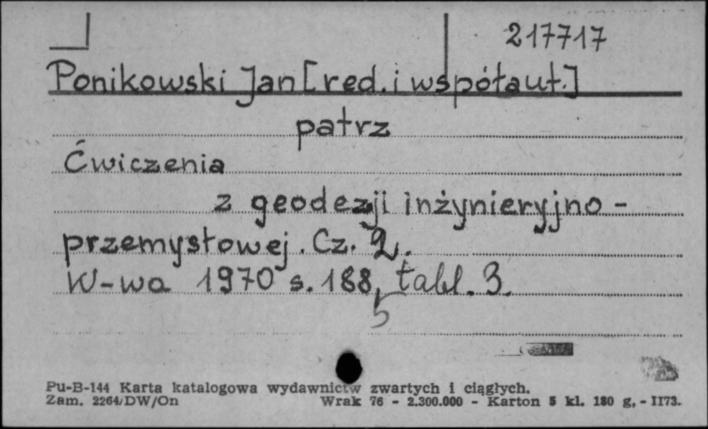 217717
Ponikowski Jan [red. i współaut.]
patrz
Ćwiczenia
z geodezji inżynieryjno-
przemysłowej. Cz. 2.
W-wa 1970 s. 188, tabl. 3.
5
Pu-B-144 Karta katalogowa wydawnictw zwartych i ciągłych.
Zam. 2264/DW/On Wrak 76 - 2.300.000 - Karton 5 kl. 180 g, - II73.